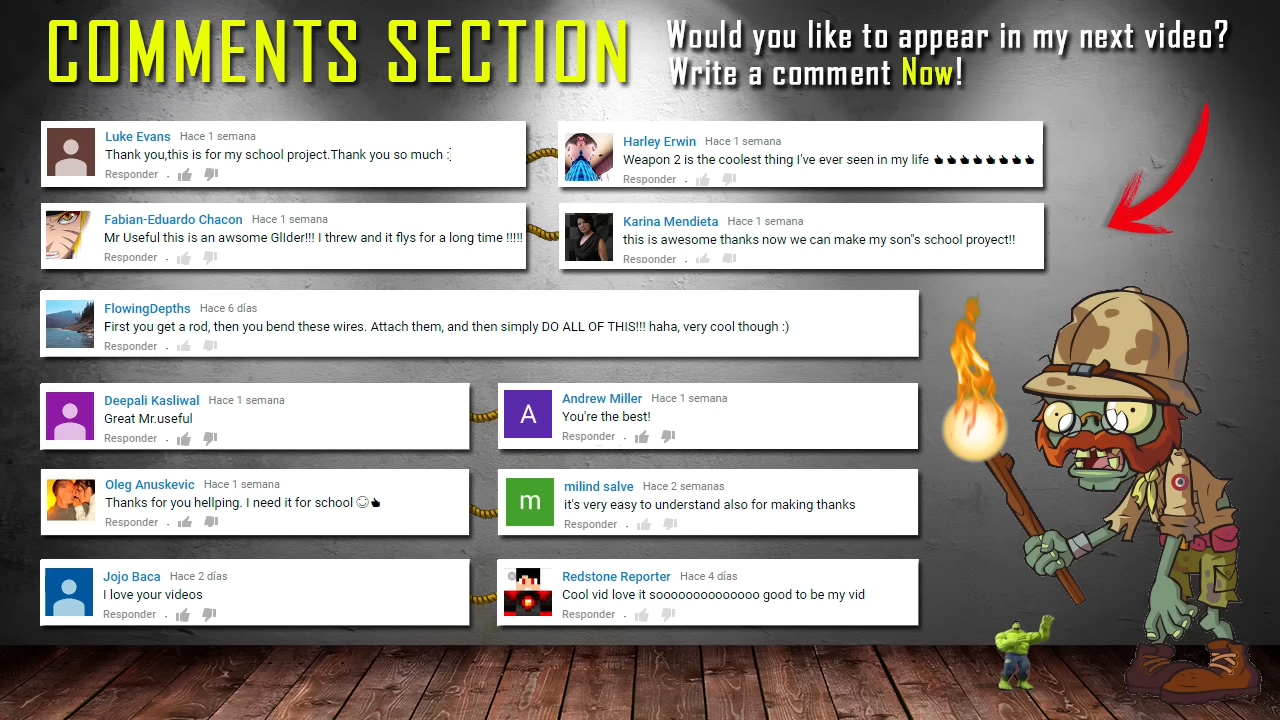 COMMENTS SECTION
Would you like to appear in my next video?
Write a comment Now!
Luke Evans Hace 1 semana
Thank you,this is for my school project.Thank you so much :]
Responder
Harley Erwin Hace 1 semana
Weapon 2 is the coolest thing I've ever seen in my life
Responder
Fabian-Eduardo Chacon Hace 1 semana
Mr Useful this is an awsome GlIder!!! I threw and it flys for a long time !!!!!
Responder
Karina Mendieta Hace 1 semana
this is awesome thanks now we can make my son"s school proyect!!
Responder
FlowingDepths Hace 6 días
First you get a rod, then you bend these wires. Attach them, and then simply DO ALL OF THIS!!! haha, very cool though :)
Responder
Deepali Kasliwal Hace 1 semana
Great Mr.useful
Responder
A
Andrew Miller Hace 1 semana
You're the best!
Responder
Oleg Anuskevic Hace 1 semana
Thanks for you hellping. I need it for school
Responder
m
milind salve Hace 2 semanas
it's very easy to understand also for making thanks
Responder
Jojo Baca Hace 2 días
I love your videos
Responder
Redstone Reporter Hace 4 días
Cool vid love it soooooooooooooo good to be my vid
Responder